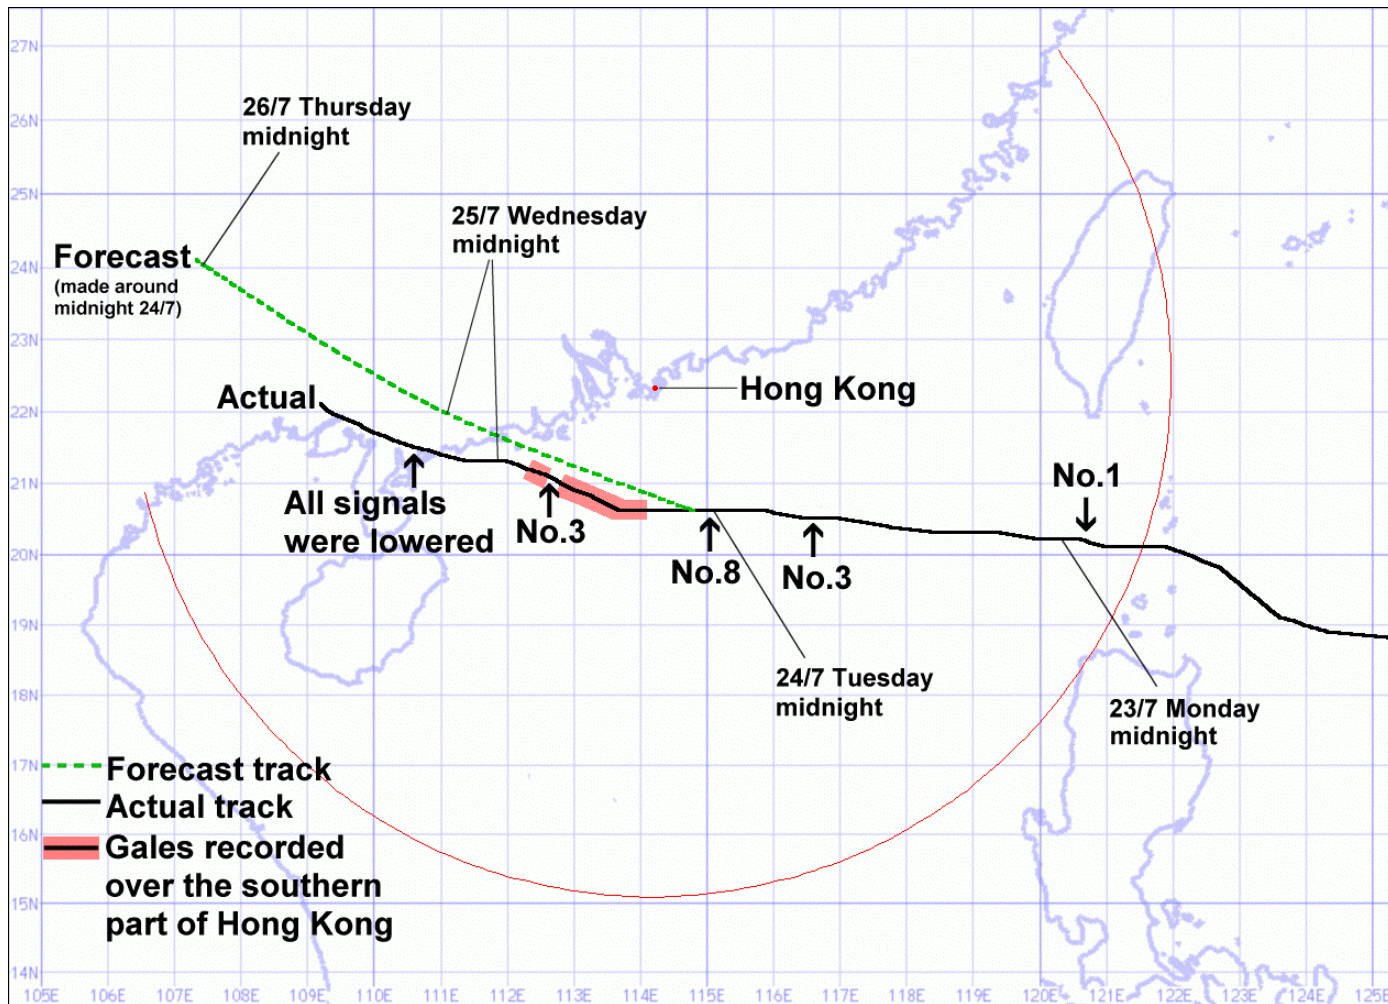 27N
26/7 Thursday
midnight
26N
25N
25/7 Wednesday
midnight
Forecast
(made around
midnight 24/7)
24N
23N
Actual
Hong Kong
22N
21N
All signals
were lowered
No.3
No.8
No.3
No.1
20N
19N
24/7 Tuesday
midnight
23/7 Monday
midnight
18N
17N
Forecast track
Actual track
16N
Gales recorded
over the southern
part of Hong Kong
15N
14N
105E 106E 107E 108E 109E 110E 111E 112E 113E 114E 115E 116E 117E 118E 119E 120E 121E 122E 123E 124E 125E